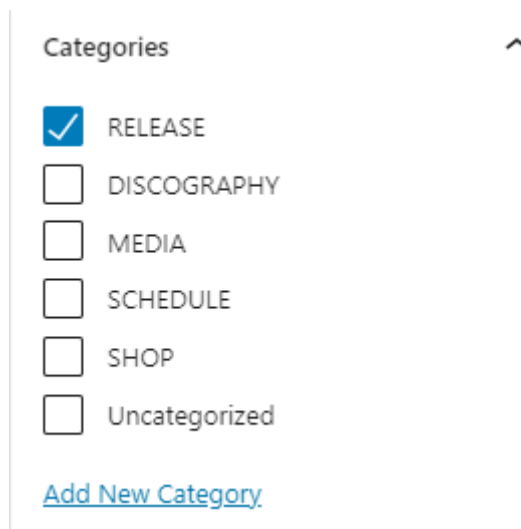 Categories
RELEASE
DISCOGRAPHY
MEDIA
SCHEDULE
SHOP
Uncategorized
Add New Category